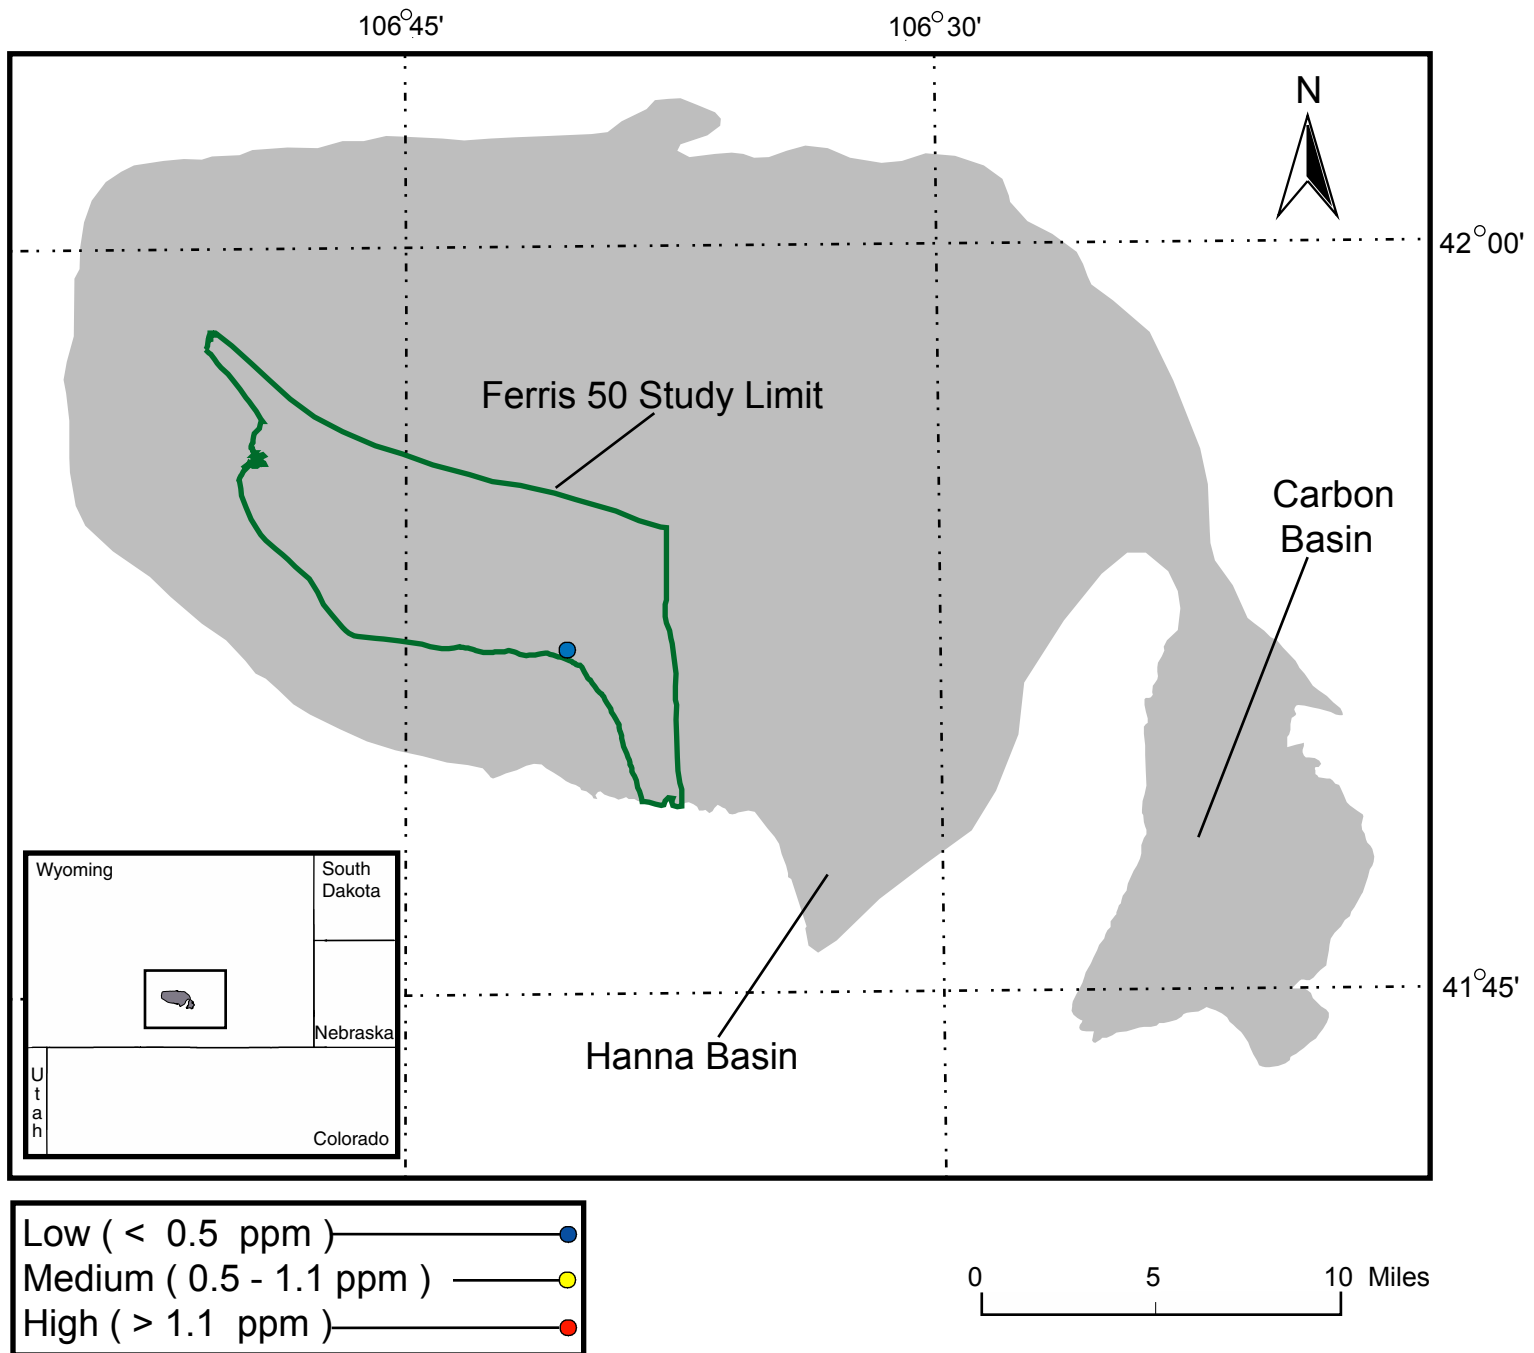 106°45'
106°30'
N
42°00'
Ferris 50 Study Limit
Carbon
Basin
Wyoming
South
Dakota
41°45'
Nebraska
Hanna Basin
U
t
a
h
Colorado
Low ( < 0.5 ppm )
Medium ( 0.5 - 1.1 ppm )
High ( > 1.1 ppm )
0 5 10 Miles